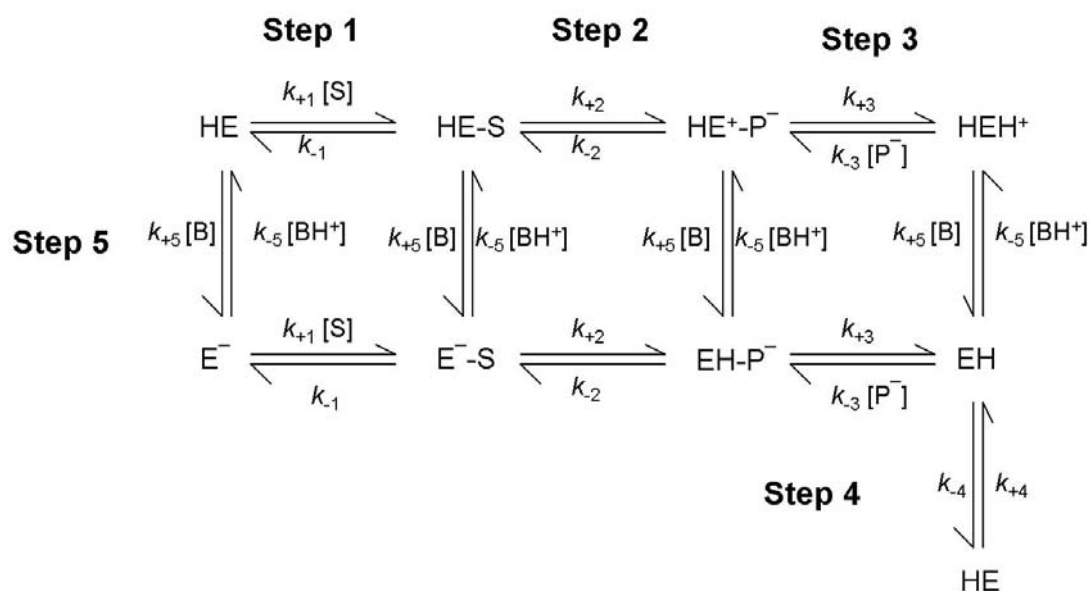 Step 1 Step 2 Step 3
k+1 [S] k+2 k+3
HE HE-S HE+-P− HEH+
k-1 k-2 k-3 [P−]
Step 5 k+5 [B] k-5 [BH+] k+5 [B] k-5 [BH+] k+5 [B] k-5 [BH+] k+5 [B] k-5 [BH+]
k+1 [S] k+2 k+3
E− E−-S EH-P− EH
k-1 k-2 k-3 [P−]
Step 4 k-4 k+4
HE